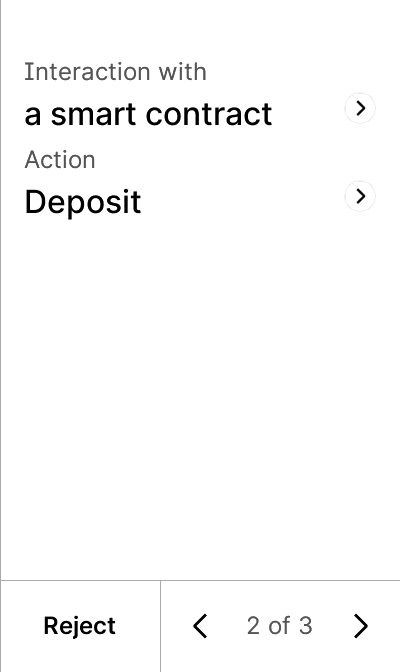 Interaction with
a smart contract
Action
Deposit
Reject
2 of 3